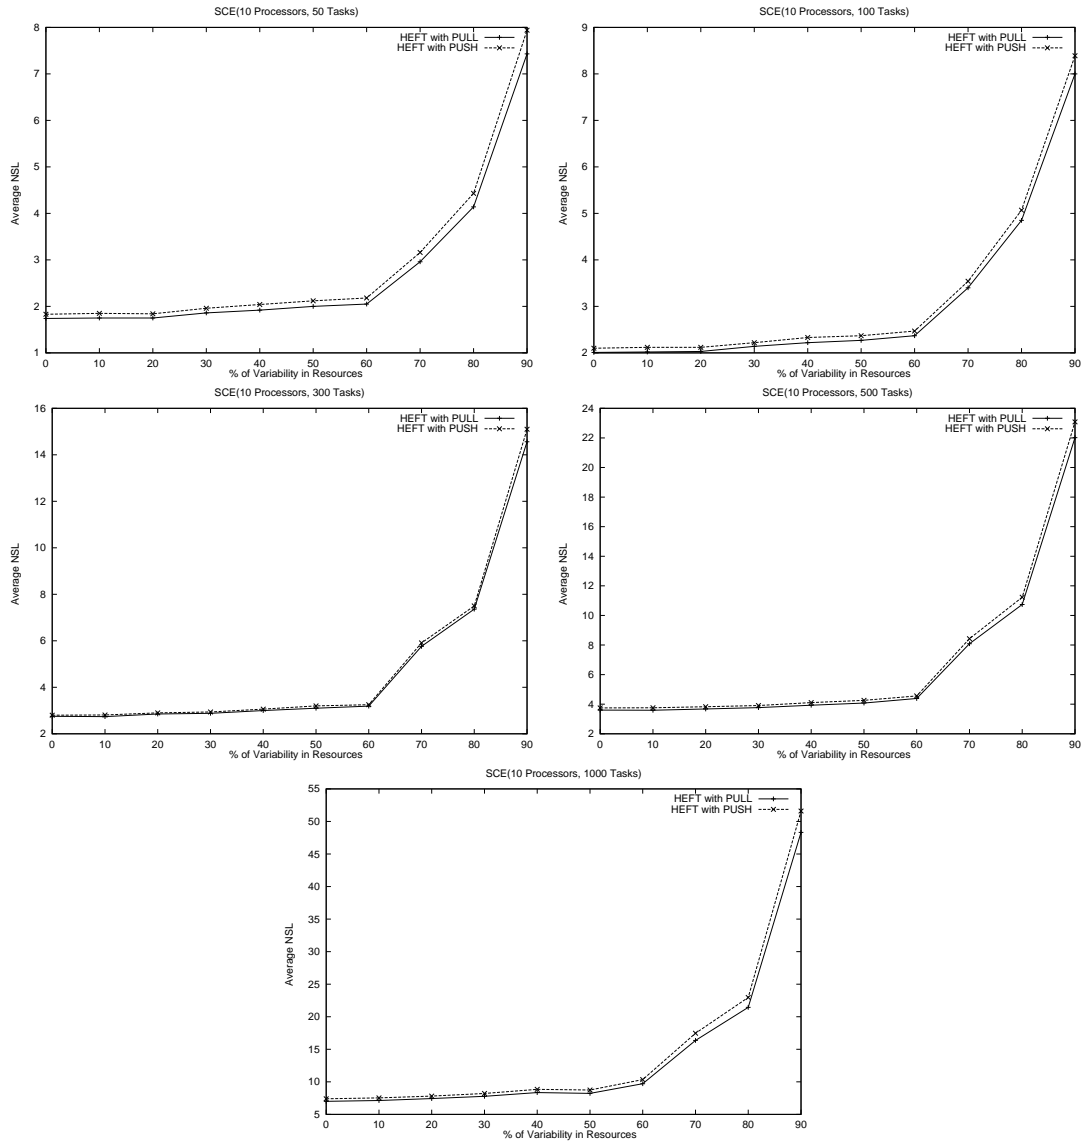 SCE(10 Processors, 50 Tasks)
8
7
6
5
4
3
2
1
Average NSL
HEFT with PULL
HEFT with PUSH
0 10 20 30 40 50 60 70 80 90
% of Variability in Resources
SCE(10 Processors, 100 Tasks)
9
8
7
6
5
4
3
2
Average NSL
HEFT with PULL
HEFT with PUSH
0 10 20 30 40 50 60 70 80 90
% of Variability in Resources
SCE(10 Processors, 300 Tasks)
16
14
12
10
8
6
4
2
Average NSL
HEFT with PULL
HEFT with PUSH
0 10 20 30 40 50 60 70 80 90
% of Variability in Resources
SCE(10 Processors, 500 Tasks)
24
22
20
18
16
14
12
10
8
6
4
2
Average NSL
HEFT with PULL
HEFT with PUSH
0 10 20 30 40 50 60 70 80 90
% of Variability in Resources
SCE(10 Processors, 1000 Tasks)
55
50
45
40
35
30
25
20
15
10
5
Average NSL
HEFT with PULL
HEFT with PUSH
0 10 20 30 40 50 60 70 80 90
% of Variability in Resources